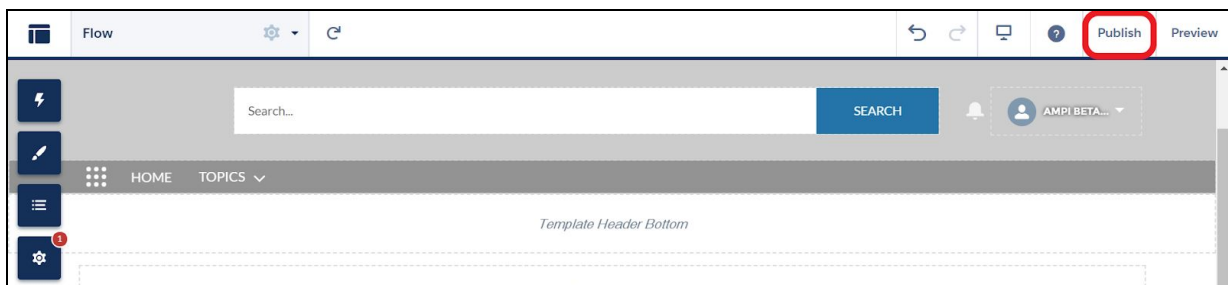 Flow
?
Publish
Preview
Search...
SEARCH
AMPI BETA...
HOME
TOPICS
Template Header Bottom
1